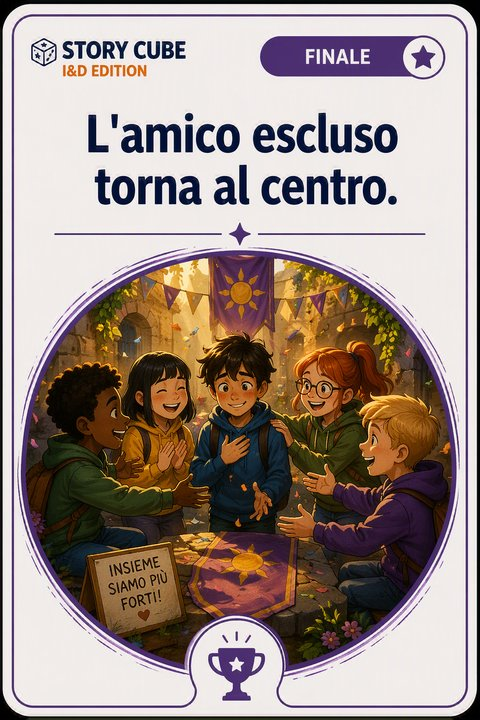 STORY CUBE
I&D EDITION
FINALE
L'amico escluso
torna al centro.
INSIEME
SIAMO PIÙ
FORTI!